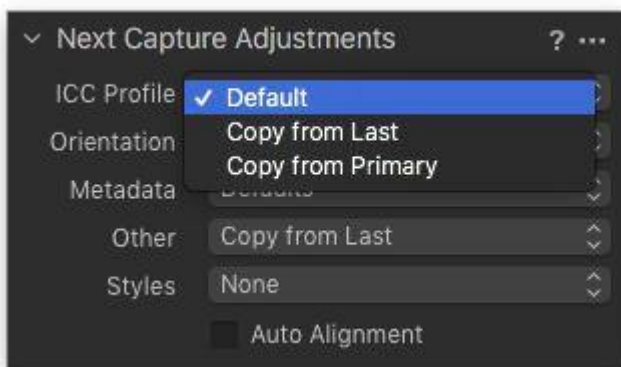 Next Capture Adjustments ? ...
ICC Profile ✓ Default
Copy from Last
Orientation
Copy from Primary
Metadata Defaults
Other Copy from Last
Styles None
Auto Alignment